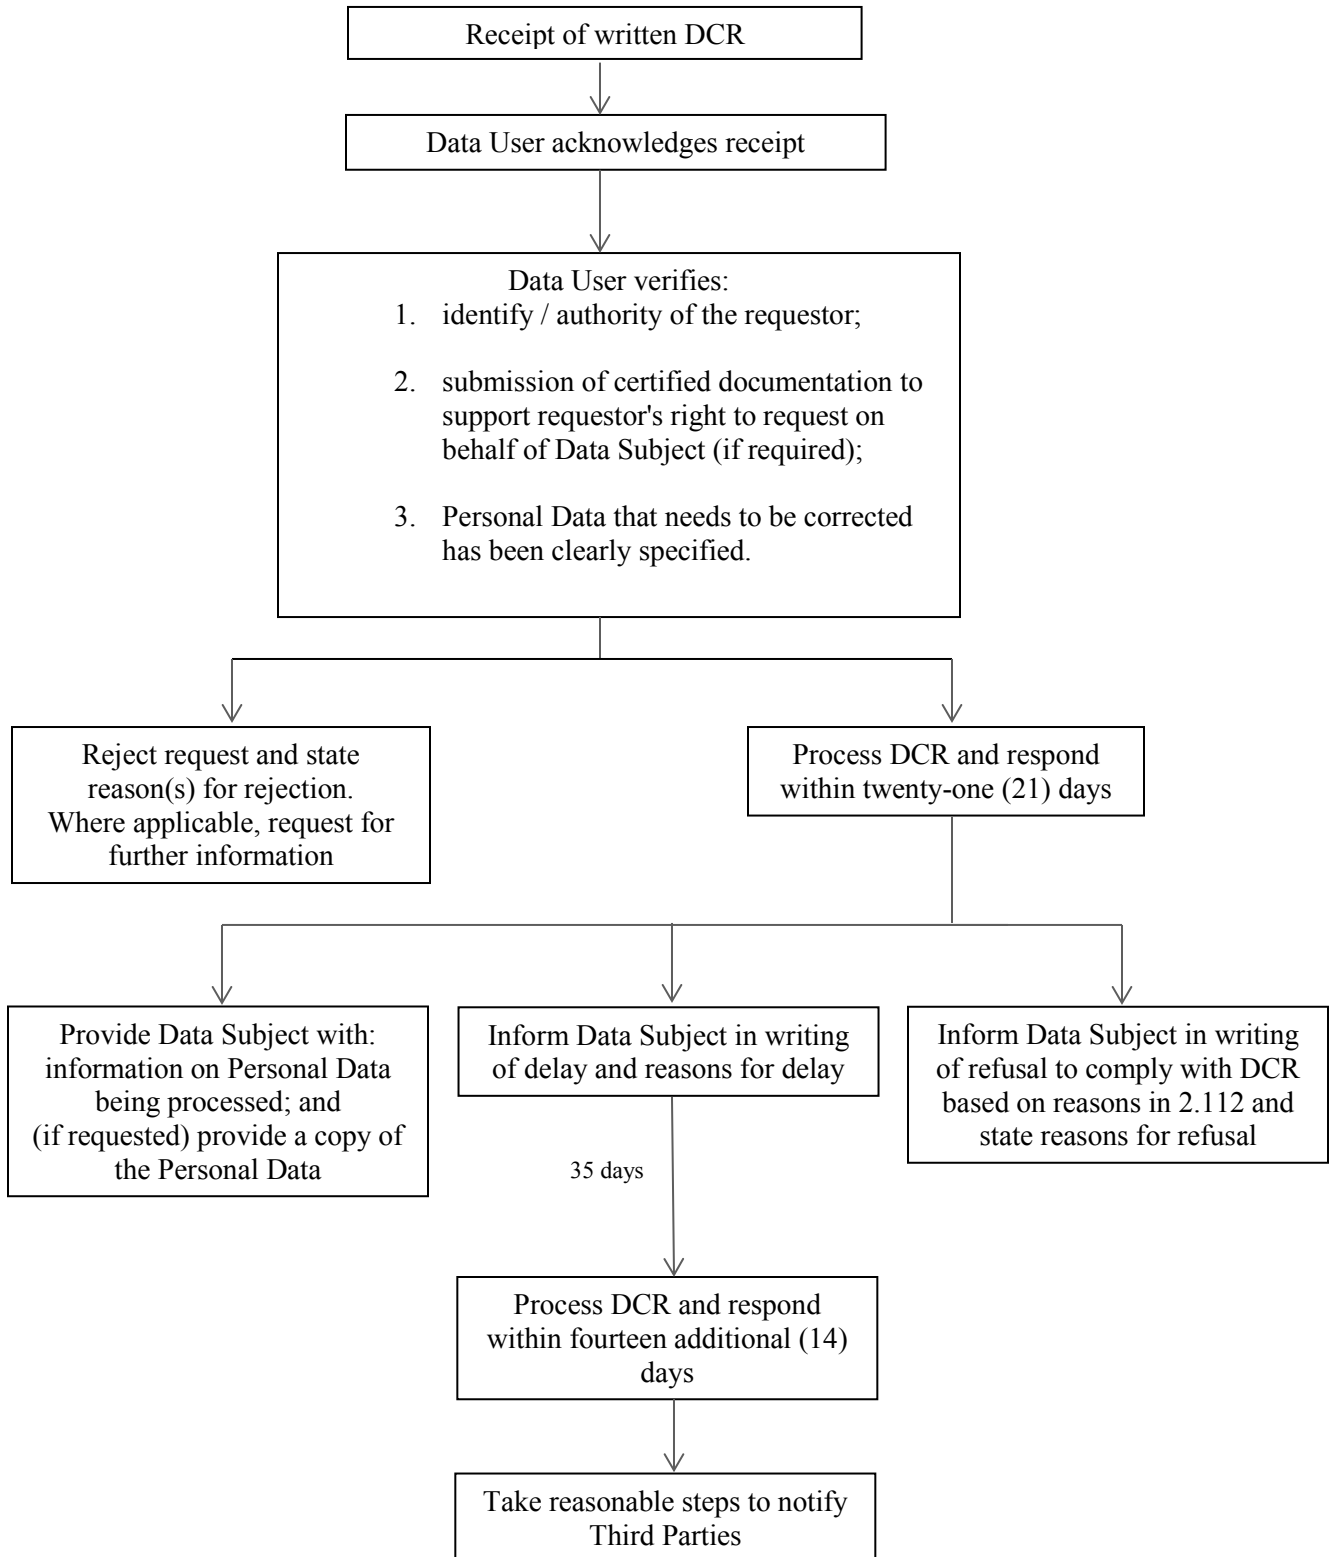 Receipt of written DCR
Data User acknowledges receipt
Data User verifies:
1. identify / authority of the requestor;
2. submission of certified documentation to
support requestor's right to request on
behalf of Data Subject (if required);
3. Personal Data that needs to be corrected
has been clearly specified.
Reject request and state
reason(s) for rejection.
Where applicable, request for
further information
Process DCR and respond
within twenty-one (21) days
Provide Data Subject with:
information on Personal Data
being processed; and
(if requested) provide a copy of
the Personal Data
Inform Data Subject in writing
of delay and reasons for delay
Inform Data Subject in writing
of refusal to comply with DCR
based on reasons in 2.112 and
state reasons for refusal
35 days
Process DCR and respond
within fourteen additional (14)
days
Take reasonable steps to notify
Third Parties